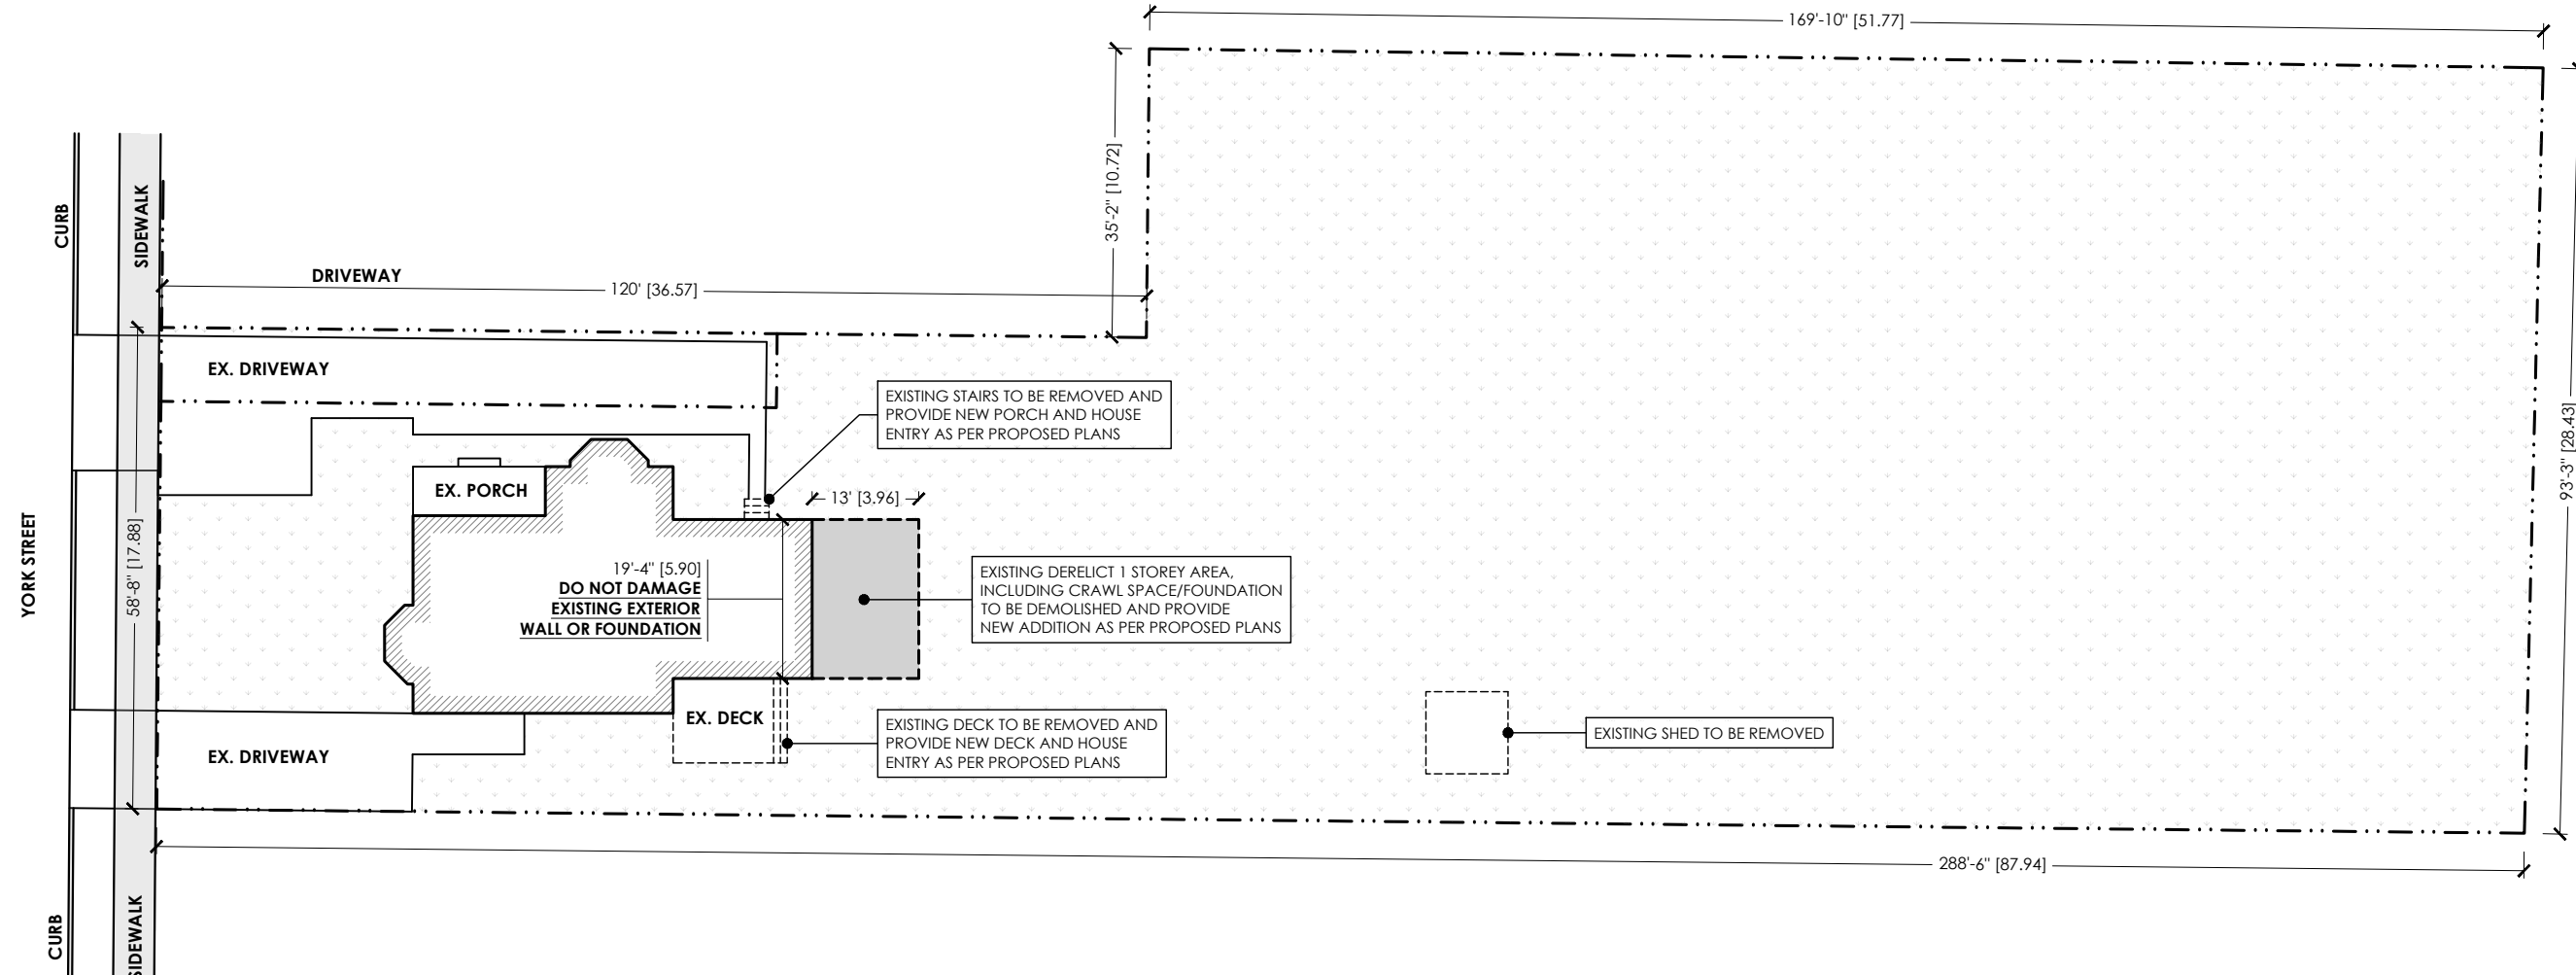 169'-10" [51.77]
35'-2" [10.72]
CURB
SIDEWALK
DRIVEWAY
120' [36.57]
EX. DRIVEWAY
EXISTING STAIRS TO BE REMOVED AND
PROVIDE NEW PORCH AND HOUSE
ENTRY AS PER PROPOSED PLANS
93'-3" [28.43]
EX. PORCH
13' [3.96]
YORK STREET
58'-8" [17.88]
19'-4" [5.90]
DO NOT DAMAGE
EXISTING EXTERIOR
WALL OR FOUNDATION
EXISTING DERELICT 1 STOREY AREA,
INCLUDING CRAWL SPACE/FOUNDATION
TO BE DEMOLISHED AND PROVIDE
NEW ADDITION AS PER PROPOSED PLANS
EX. DECK
EXISTING DECK TO BE REMOVED AND
PROVIDE NEW DECK AND HOUSE
ENTRY AS PER PROPOSED PLANS
EXISTING SHED TO BE REMOVED
EX. DRIVEWAY
288'-6" [87.94]
CURB
SIDEWALK